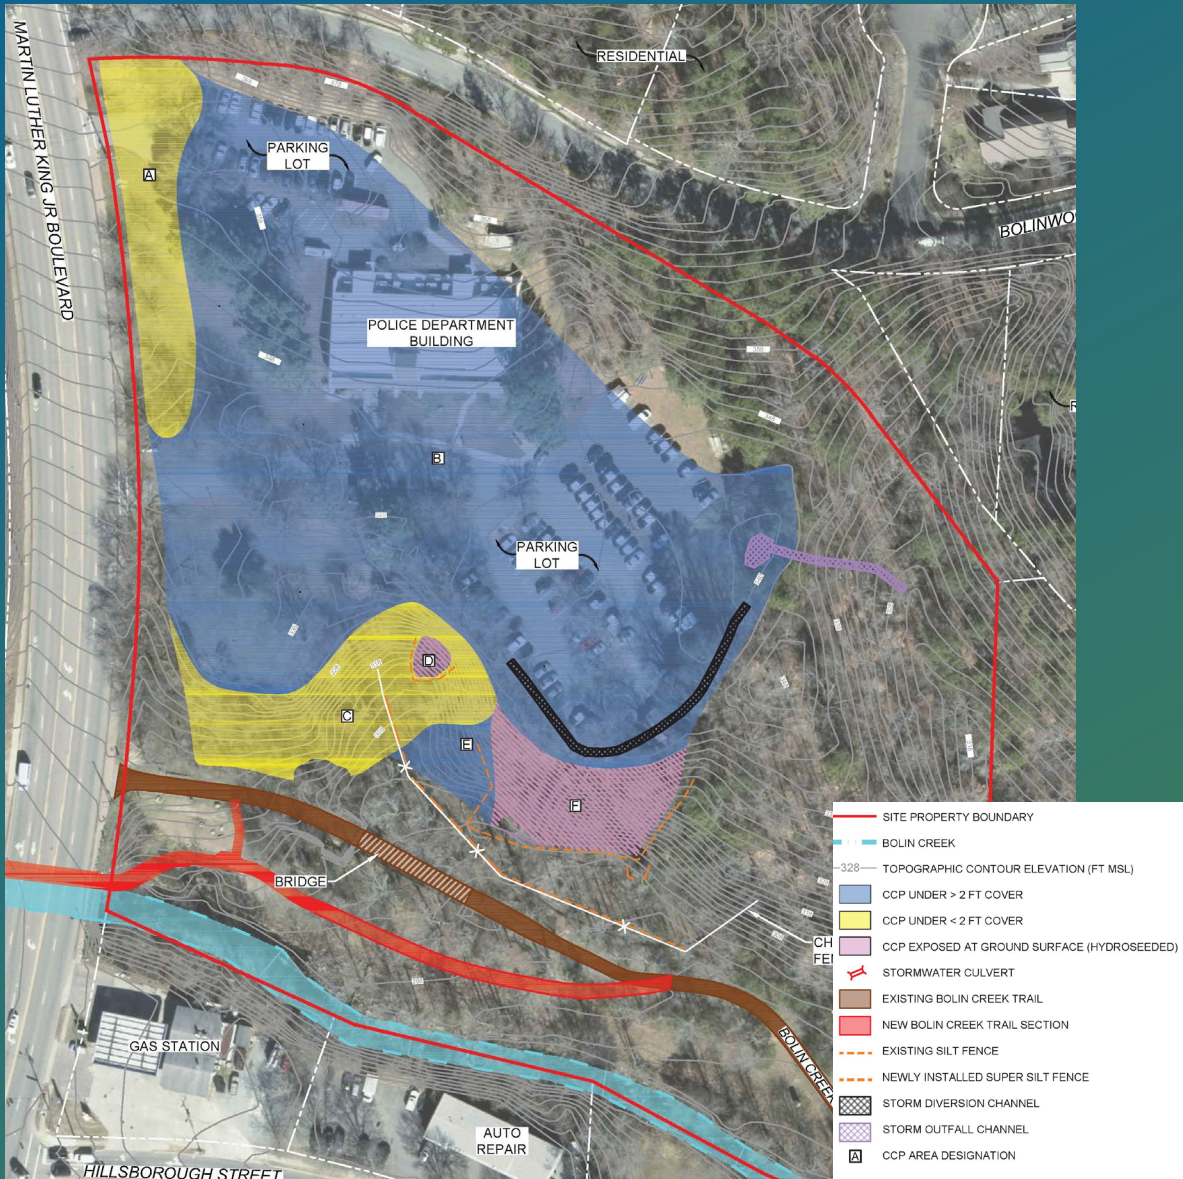 MARTIN LUTHER KING JR BOULEVARD
RESIDENTIAL
PARKING
LOT
A
BOLINWO
POLICE DEPARTMENT
BUILDING
B
PARKING
LOT
D
C
E
F
BRIDGE
CH
FEN
GAS STATION
AUTO
REPAIR
HILLSBOROUGH STREET
BOLIN CREEK
SITE PROPERTY BOUNDARY
BOLIN CREEK
328 TOPOGRAPHIC CONTOUR ELEVATION (FT MSL)
CCP UNDER > 2 FT COVER
CCP UNDER < 2 FT COVER
CCP EXPOSED AT GROUND SURFACE (HYDROSEEDED)
STORMWATER CULVERT
EXISTING BOLIN CREEK TRAIL
NEW BOLIN CREEK TRAIL SECTION
EXISTING SILT FENCE
NEWLY INSTALLED SUPER SILT FENCE
STORM DIVERSION CHANNEL
STORM OUTFALL CHANNEL
A CCP AREA DESIGNATION